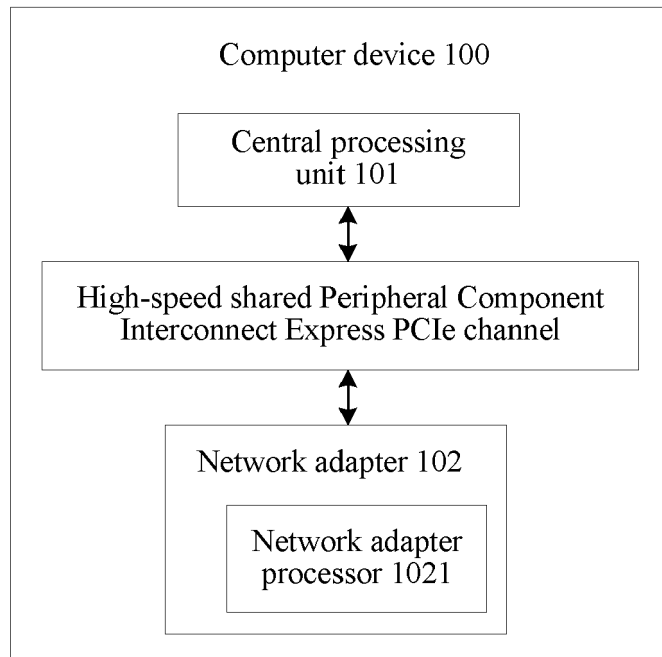 Computer device 100
Central processing
unit 101
High-speed shared Peripheral Component
Interconnect Express PCIe channel
Network adapter 102
Network adapter
processor 1021